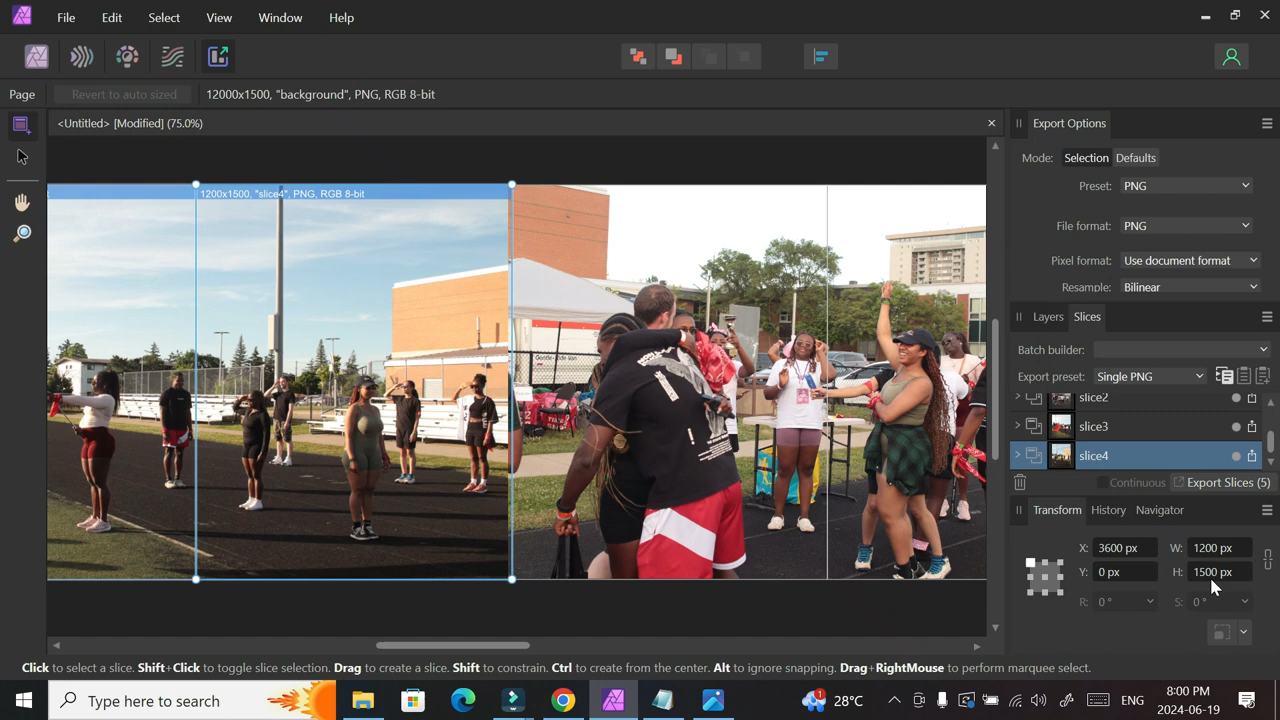 File Edit Select View Window Help
Page Revert to auto sized 12000x1500, "background", PNG, RGB 8-bit
<Untitled> [Modified] (75.0%)
1200x1500, "slice4", PNG, RGB 8-bit
Export Options
Mode: Selection Defaults
Preset: PNG
File format: PNG
Pixel format: Use document format
Resample: Bilinear
Layers Slices
Batch builder:
Export preset: Single PNG
slice2
slice3
slice4
Continuous Export Slices (5)
Transform History Navigator
X: 3600 px W: 1200 px
Y: 0 px H: 1500 px
R: 0 ° S: 0 °
Click to select a slice. Shift+Click to toggle slice selection. Drag to create a slice. Shift to constrain. Ctrl to create from the center. Alt to ignore snapping. Drag+RightMouse to perform marquee select.
Type here to search
1
28°C
ENG
8:00 PM
2024-06-19